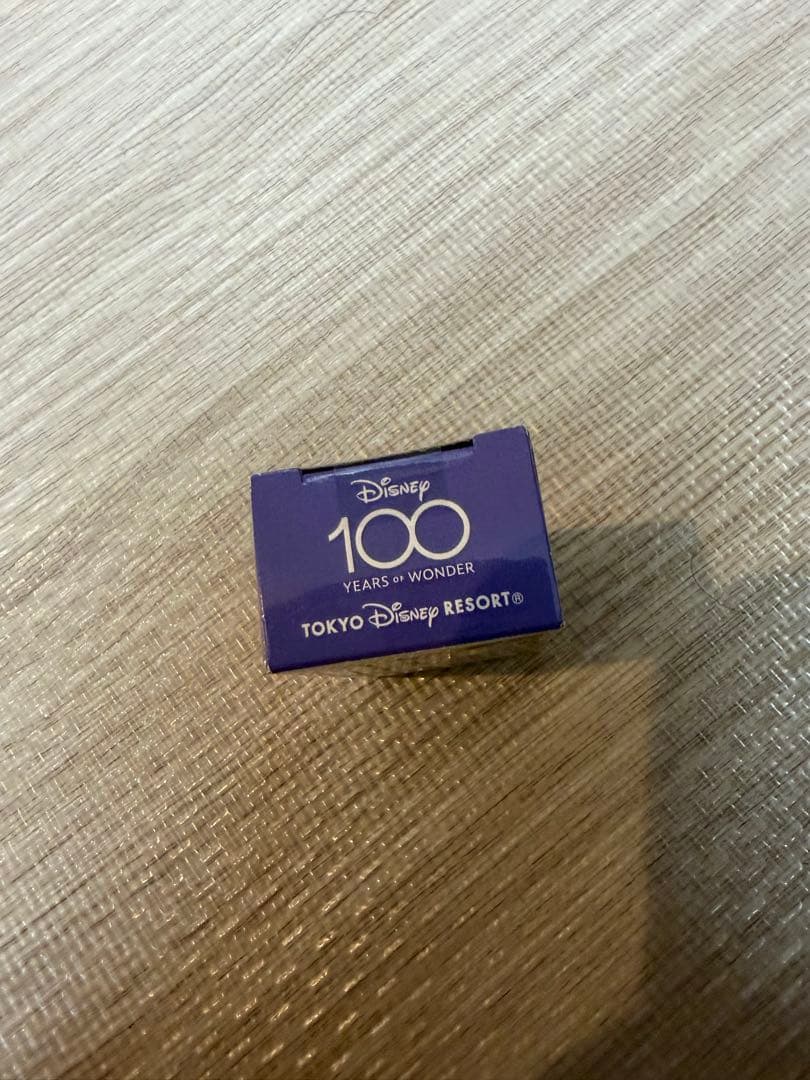 Disney
100
YEARS OF WONDER
TOKYO Disney RESORT®